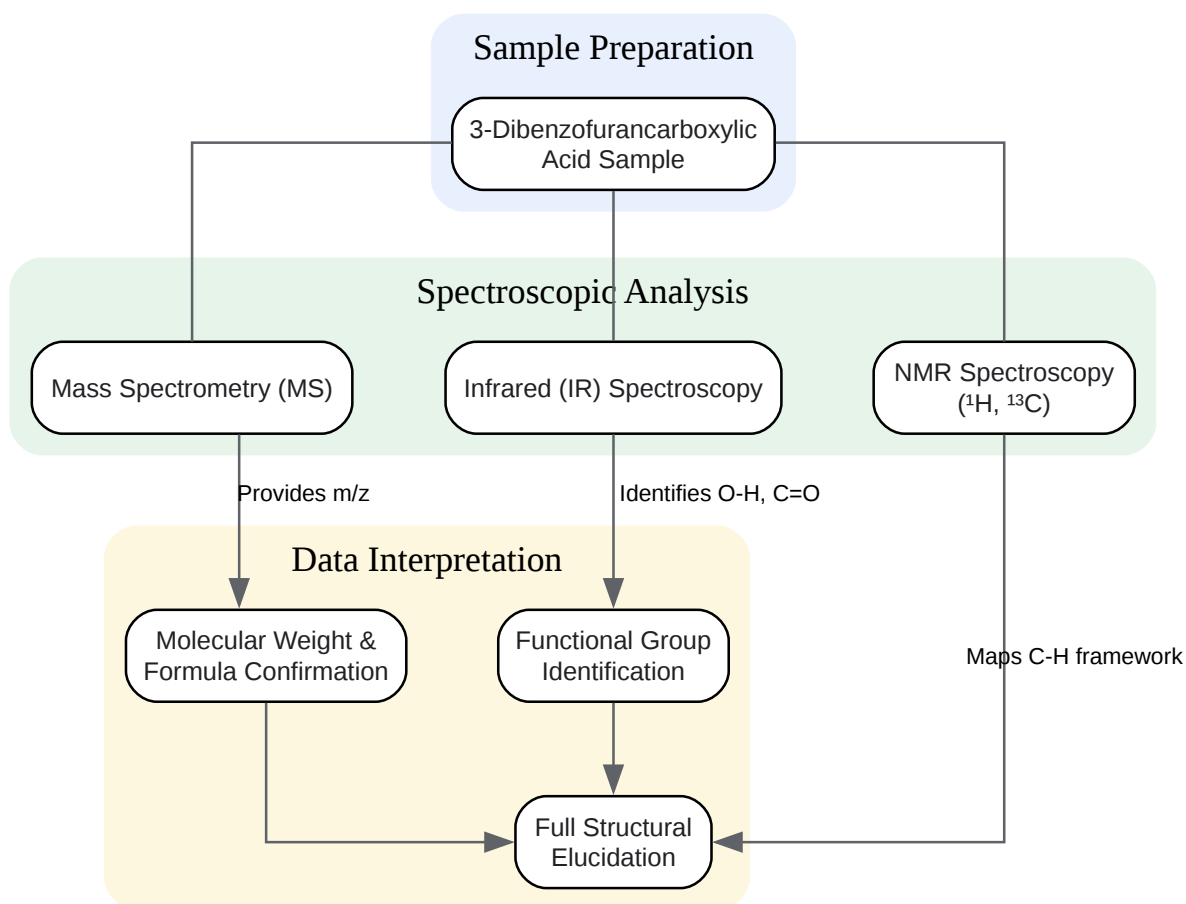 Sample Preparation
3-Dibenzofurancarboxylic
Acid Sample
Spectroscopic Analysis
Mass Spectrometry (MS)
Infrared (IR) Spectroscopy
NMR Spectroscopy
(¹H, ¹³C)
Provides m/z
Identifies O-H, C=O
Data Interpretation
Molecular Weight &
Formula Confirmation
Functional Group
Identification
Maps C-H framework
Full Structural
Elucidation